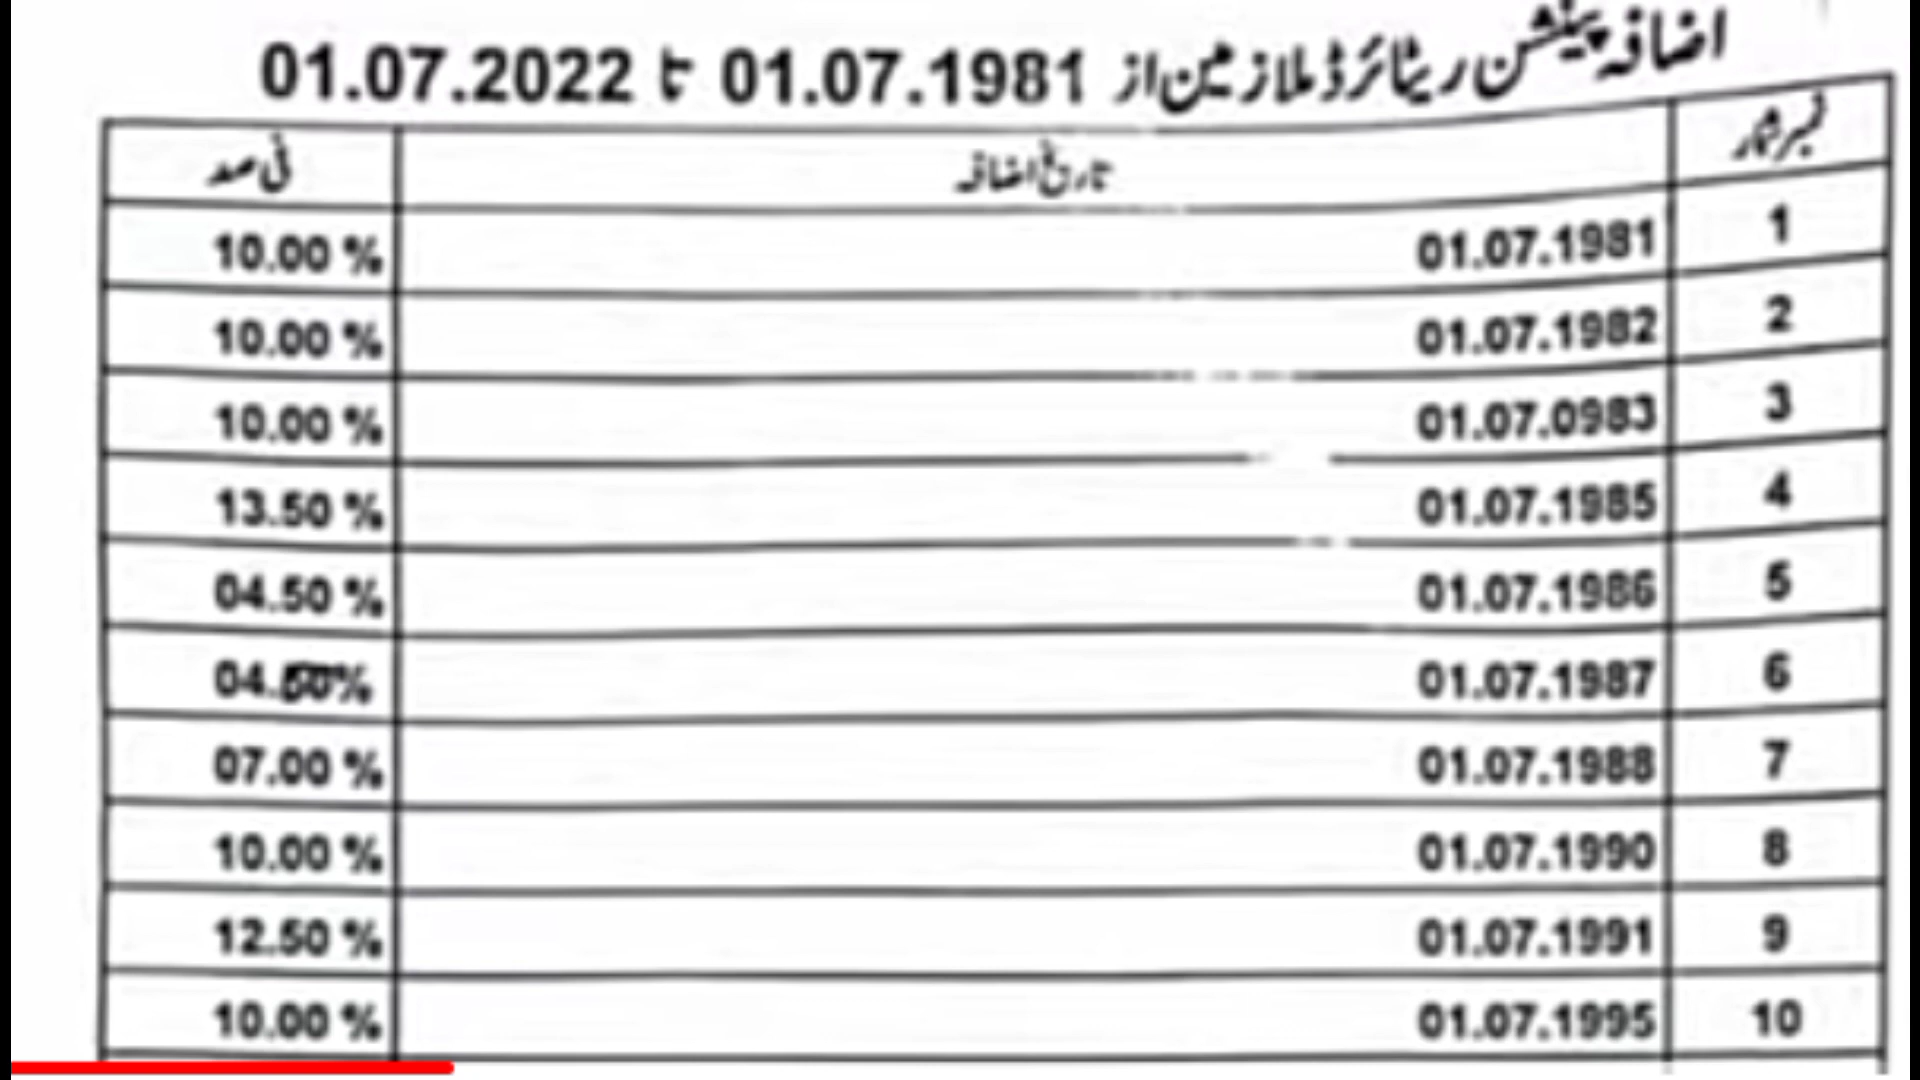 اضافہ پینشن ریٹائرڈ ملازمین از 01.07.1981 تا 01.07.2022
نمبر شمار تاریخ اضافہ فی صد
1 01.07.1981 10.00 %
2 01.07.1982 10.00 %
3 01.07.0983 10.00 %
4 01.07.1985 13.50 %
5 01.07.1986 04.50 %
6 01.07.1987 04.50%
7 01.07.1988 07.00 %
8 01.07.1990 10.00 %
9 01.07.1991 12.50 %
10 01.07.1995 10.00 %